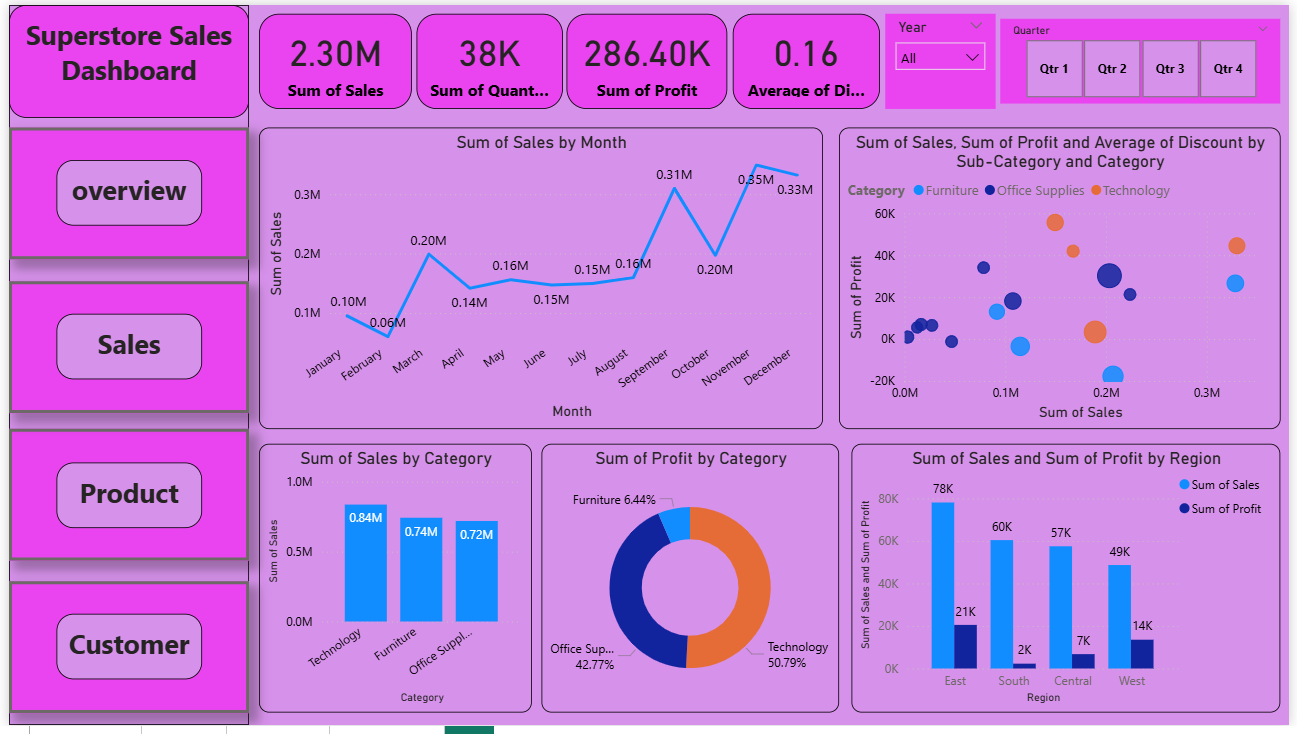 Superstore Sales
Dashboard
overview
Sales
Product
Customer
2.30M
Sum of Sales
38K
Sum of Quant...
286.40K
Sum of Profit
0.16
Average of Di...
Year
All
Quarter
Qtr 1
Qtr 2
Qtr 3
Qtr 4
Sum of Sales by Month
Sum of Sales
0.3M
0.2M
0.1M
0.10M
0.06M
0.20M
0.14M
0.16M
0.15M
0.15M
0.16M
0.31M
0.20M
0.35M
0.33M
January
February
March
April
May
June
July
August
September
October
November
December
Month
Sum of Sales, Sum of Profit and Average of Discount by
Sub-Category and Category
Category Furniture Office Supplies Technology
Sum of Profit
60K
40K
20K
0K
-20K
0.0M
0.1M
0.2M
0.3M
Sum of Sales
Sum of Sales by Category
Sum of Sales
1.0M
0.5M
0.0M
0.84M
0.74M
0.72M
Technology
Furniture
Office Suppl...
Category
Sum of Profit by Category
Furniture 6.44%
Office Sup...
42.77%
Technology
50.79%
Sum of Sales and Sum of Profit by Region
Sum of Sales
Sum of Profit
Sum of Sales and Sum of Profit
80K
60K
40K
20K
0K
78K
21K
60K
2K
57K
7K
49K
14K
East
South
Central
West
Region